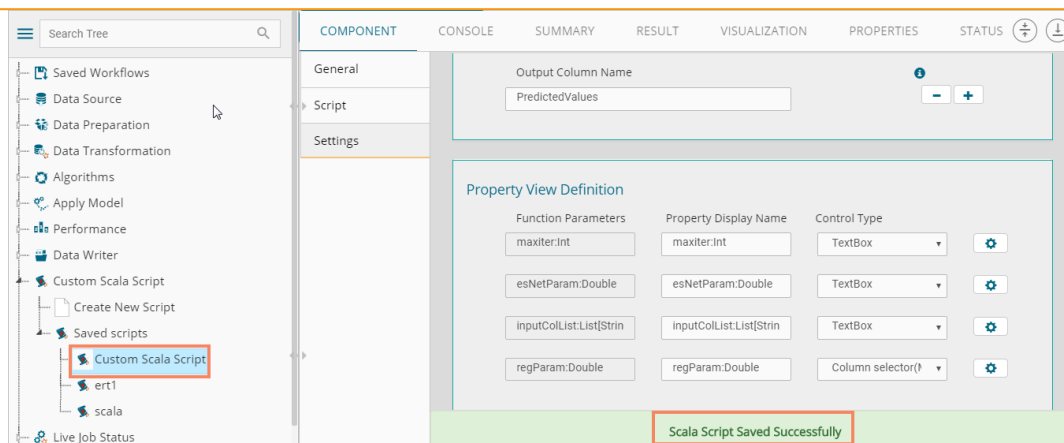 Search Tree
Saved Workflows
Data Source
Data Preparation
Data Transformation
Algorithms
Apply Model
Performance
Data Writer
Custom Scala Script
Create New Script
Saved scripts
Custom Scala Script
ert1
scala
Live Job Status
COMPONENT CONSOLE SUMMARY RESULT VISUALIZATION PROPERTIES STATUS
General
Script
Settings
Output Column Name
PredictedValues
Property View Definition
Function Parameters Property Display Name Control Type
maxiter:Int maxiter:Int TextBox
esNetParam:Double esNetParam:Double TextBox
inputColList:List[Strin inputColList:List[Strin TextBox
regParam:Double regParam:Double Column selector(
Scala Script Saved Successfully